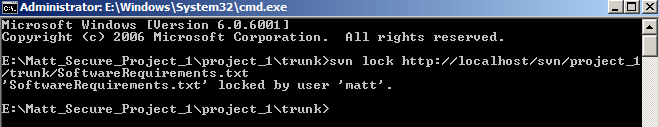 Administrator: E:\Windows\System32\cmd.exe
Microsoft Windows [Version 6.0.6001]
Copyright (c) 2006 Microsoft Corporation.  All rights reserved.
E:\Matt_Secure_Project_1\project_1\trunk>svn lock http://localhost/svn/project_1
/trunk/SoftwareRequirements.txt
'SoftwareRequirements.txt' locked by user 'matt'.
E:\Matt_Secure_Project_1\project_1\trunk>